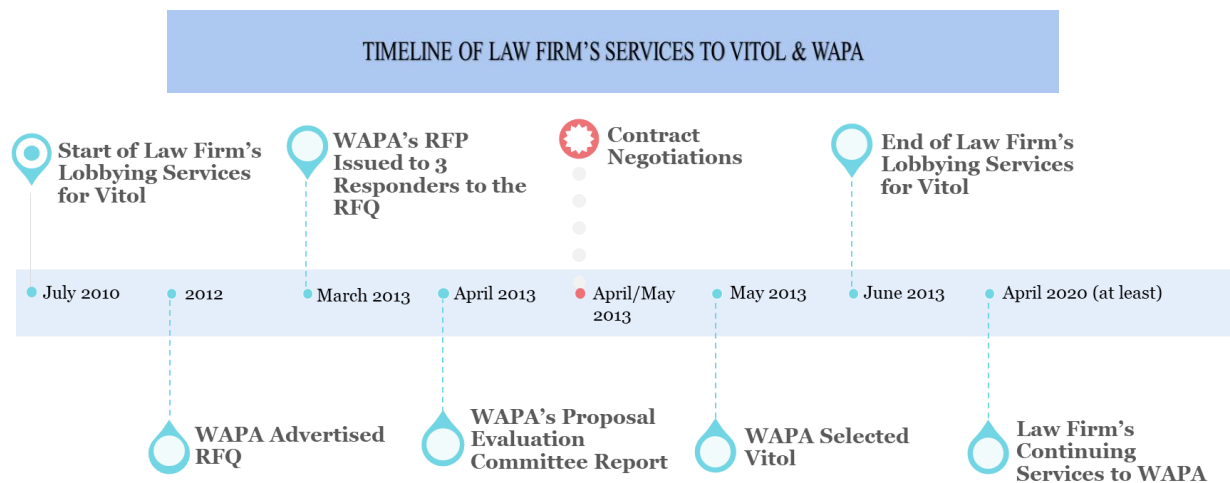 TIMELINE OF LAW FIRM'S SERVICES TO VITOL & WAPA
Start of Law Firm's
Lobbying Services
for Vitol
WAPA's RFP
Issued to 3
Responders to the
RFQ
Contract
Negotiations
End of Law Firm's
Lobbying Services
for Vitol
July 2010
2012
March 2013
April 2013
April/May
2013
May 2013
June 2013
April 2020 (at least)
WAPA Advertised
RFQ
WAPA's Proposal
Evaluation
Committee Report
WAPA Selected
Vitol
Law Firm's
Continuing
Services to WAPA